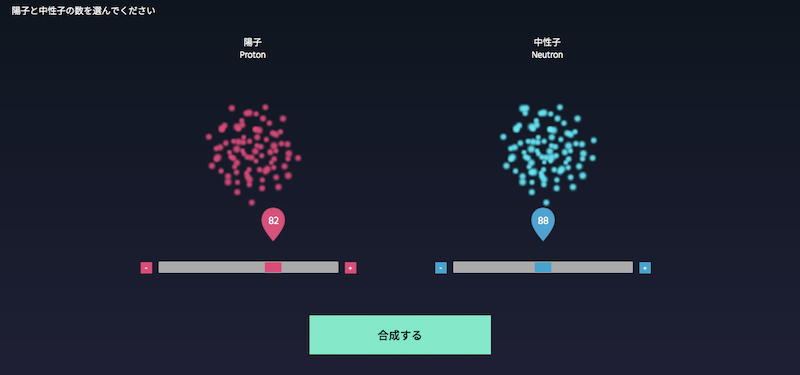 陽子と中性子の数を選んでください
陽子
Proton
中性子
Neutron
82
88
- +
- +
合成する